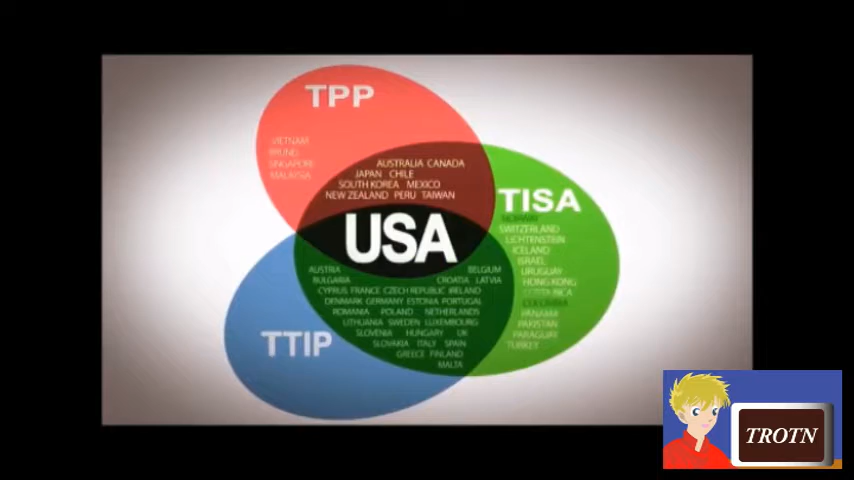 TPP
VIETNAM
BRUNEI
SINGAPORE
MALAYSIA
AUSTRALIA CANADA
JAPAN CHILE
SOUTH KOREA MEXICO
NEW ZEALAND PERU TAIWAN
TISA
NORWAY
SWITZERLAND
LICHTENSTEIN
ICELAND
ISRAEL
URUGUAY
HONG KONG
COSTA RICA
COLOMBIA
PANAMA
PAKISTAN
PARAGUAY
TURKEY
USA
AUSTRIA BELGIUM
BULGARIA CROATIA LATVIA
CYPRUS FRANCE CZECH REPUBLIC IRELAND
DENMARK GERMANY ESTONIA PORTUGAL
ROMANIA POLAND NETHERLANDS
LITHUANIA SWEDEN LUXEMBOURG
SLOVENIA HUNGARY UK
SLOVAKIA ITALY SPAIN
GREECE FINLAND
MALTA
TTIP
TROTN